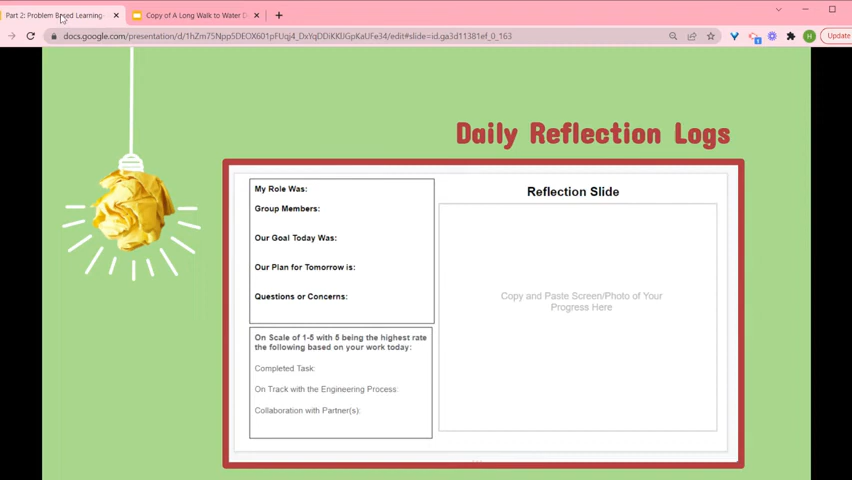 Part 2: Problem Based Learning
Copy of A Long Walk to Water D
docs.google.com/presentation/d/1hZm75Npp5DEOX601pFUqj4_DxYqDDiKKIJGpKaUFe34/edit#slide=id.ga3d11381ef_0_163
H
Update
Daily Reflection Logs
My Role Was:
Group Members:
Our Goal Today Was:
Our Plan for Tomorrow is:
Questions or Concerns:
On Scale of 1-5 with 5 being the highest rate
the following based on your work today:
Completed Task:
On Track with the Engineering Process:
Collaboration with Partner(s):
Reflection Slide
Copy and Paste Screen/Photo of Your
Progress Here